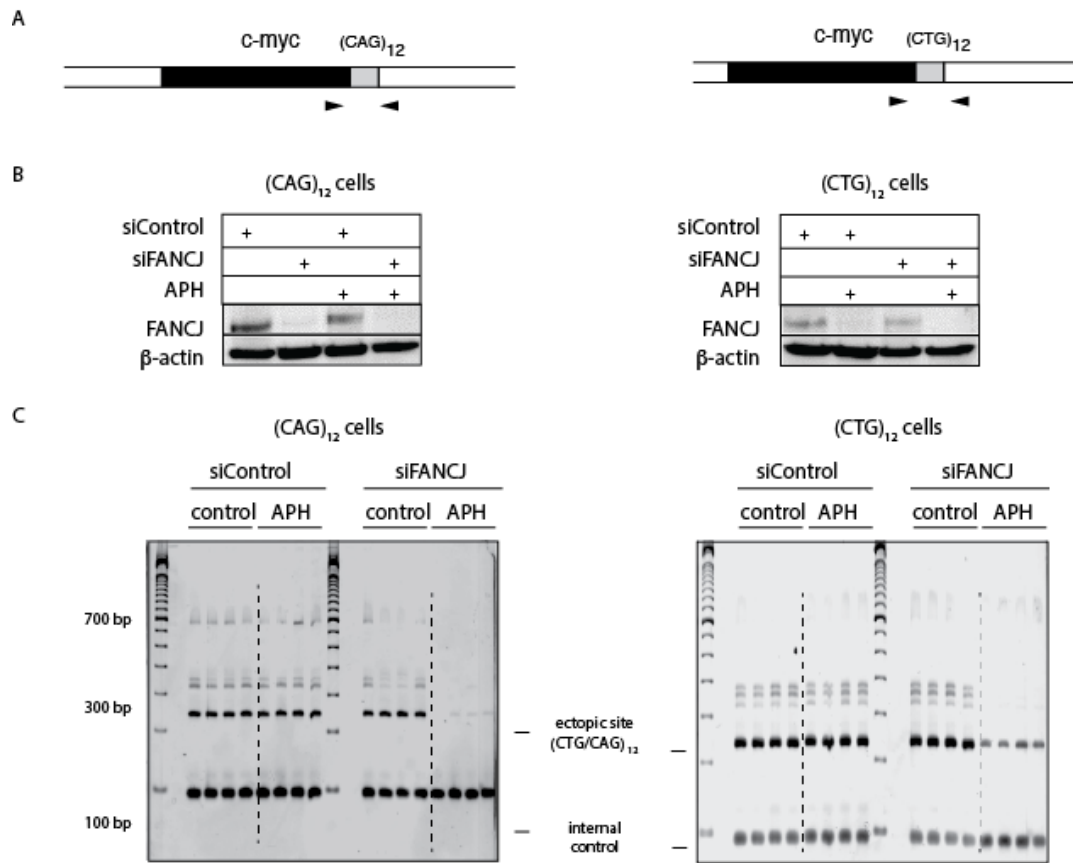 A
c-myc (CAG)12
c-myc (CTG)12
B
(CAG)12 cells
siControl + +
siFANCJ + +
APH + +
FANCJ
β-actin
(CTG)12 cells
siControl + +
siFANCJ + +
APH + +
FANCJ
β-actin
C
(CAG)12 cells
siControl siFANCJ
control APH control APH
700 bp
300 bp
100 bp
ectopic site
(CTG/CAG)12
internal
control
(CTG)12 cells
siControl siFANCJ
control APH control APH